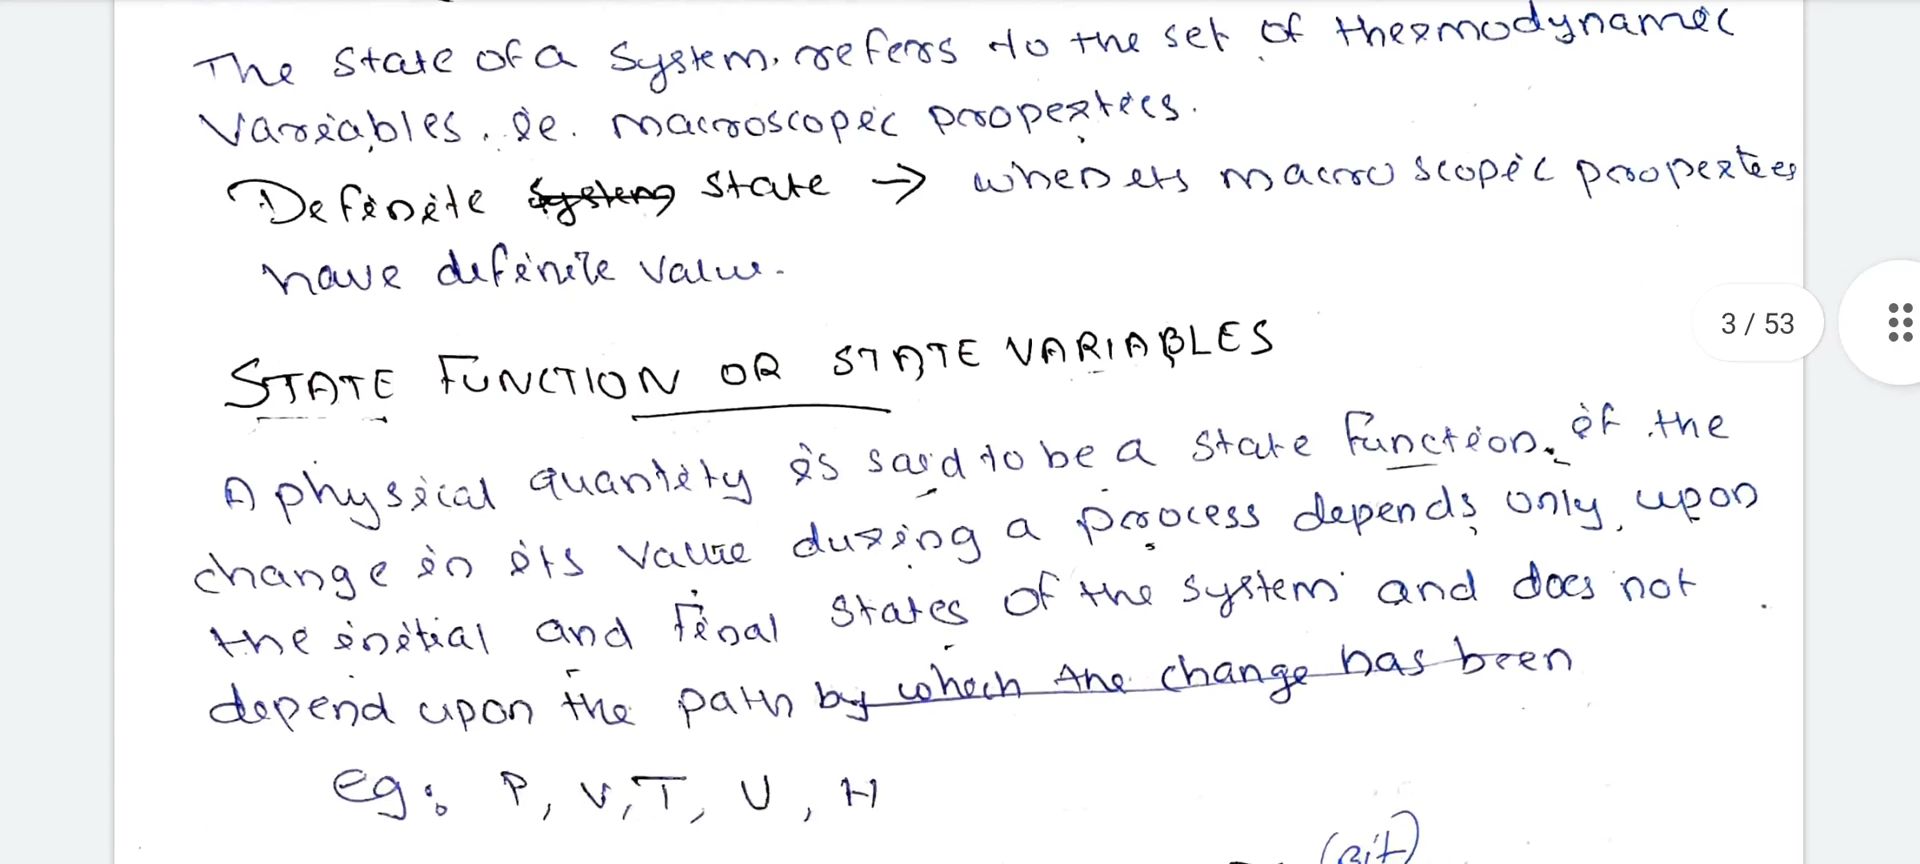 The state of a system. refers to the set of thermodynamic
Variables. ie. macroscopic properties.
Definite system state → when its macroscopic properties
have definite value.
3 / 53
STATE FUNCTION OR STATE VARIABLES
A physical quantity is said to be a state function. if the
change in its value during a process depends only upon
the initial and final states of the system and does not
depend upon the path by which the change has been
eg: P, V, T, U, H